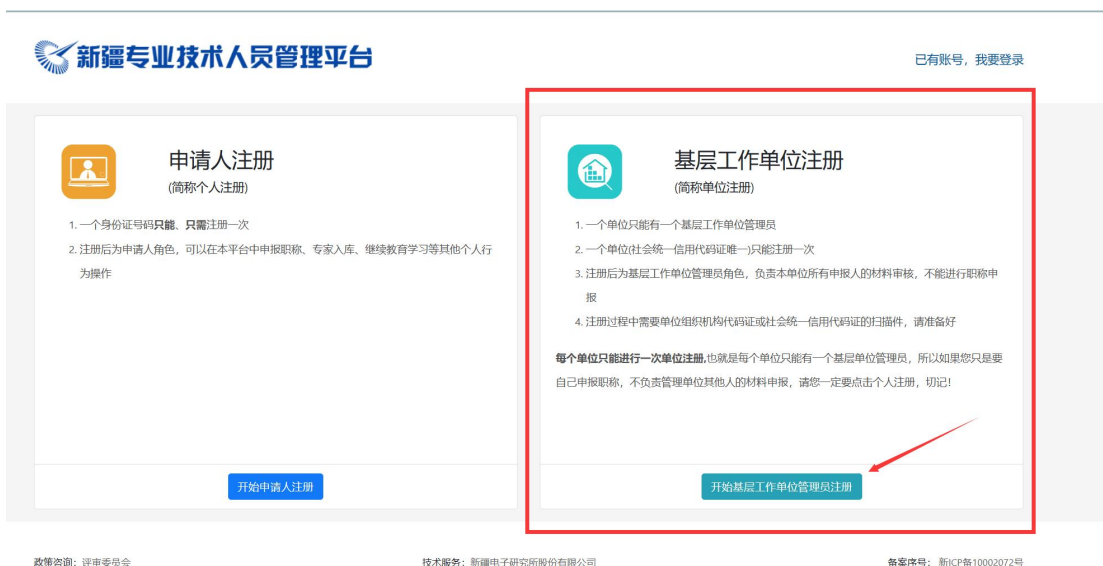 新疆专业技术人员管理平台
已有账号，我要登录
申请人注册
(简称个人注册)
1. 一个身份证号码只能、只需注册一次
2. 注册后为申请人角色，可以在本平台中申报职称、专家入库、继续教育学习等其他个人行
为操作
开始申请人注册
基层工作单位注册
(简称单位注册)
1. 一个单位只能有一个基层工作单位管理员
2. 一个单位(社会统一信用代码证唯一)只能注册一次
3. 注册后为基层工作单位管理员角色，负责本单位所有申报人的材料审核，不能进行职称申
报
4. 注册过程中需要单位组织机构代码证或社会统一信用代码证的扫描件，请准备好
每个单位只能进行一次单位注册,也就是每个单位只能有一个基层单位管理员，所以如果您只是要
自己申报职称，不负责管理单位其他人的材料申报，请您一定要点击个人注册，切记！
开始基层工作单位管理员注册
政策咨询：评审委员会
技术服务：新疆电子研究所股份有限公司
备案序号： 新ICP备10002072号